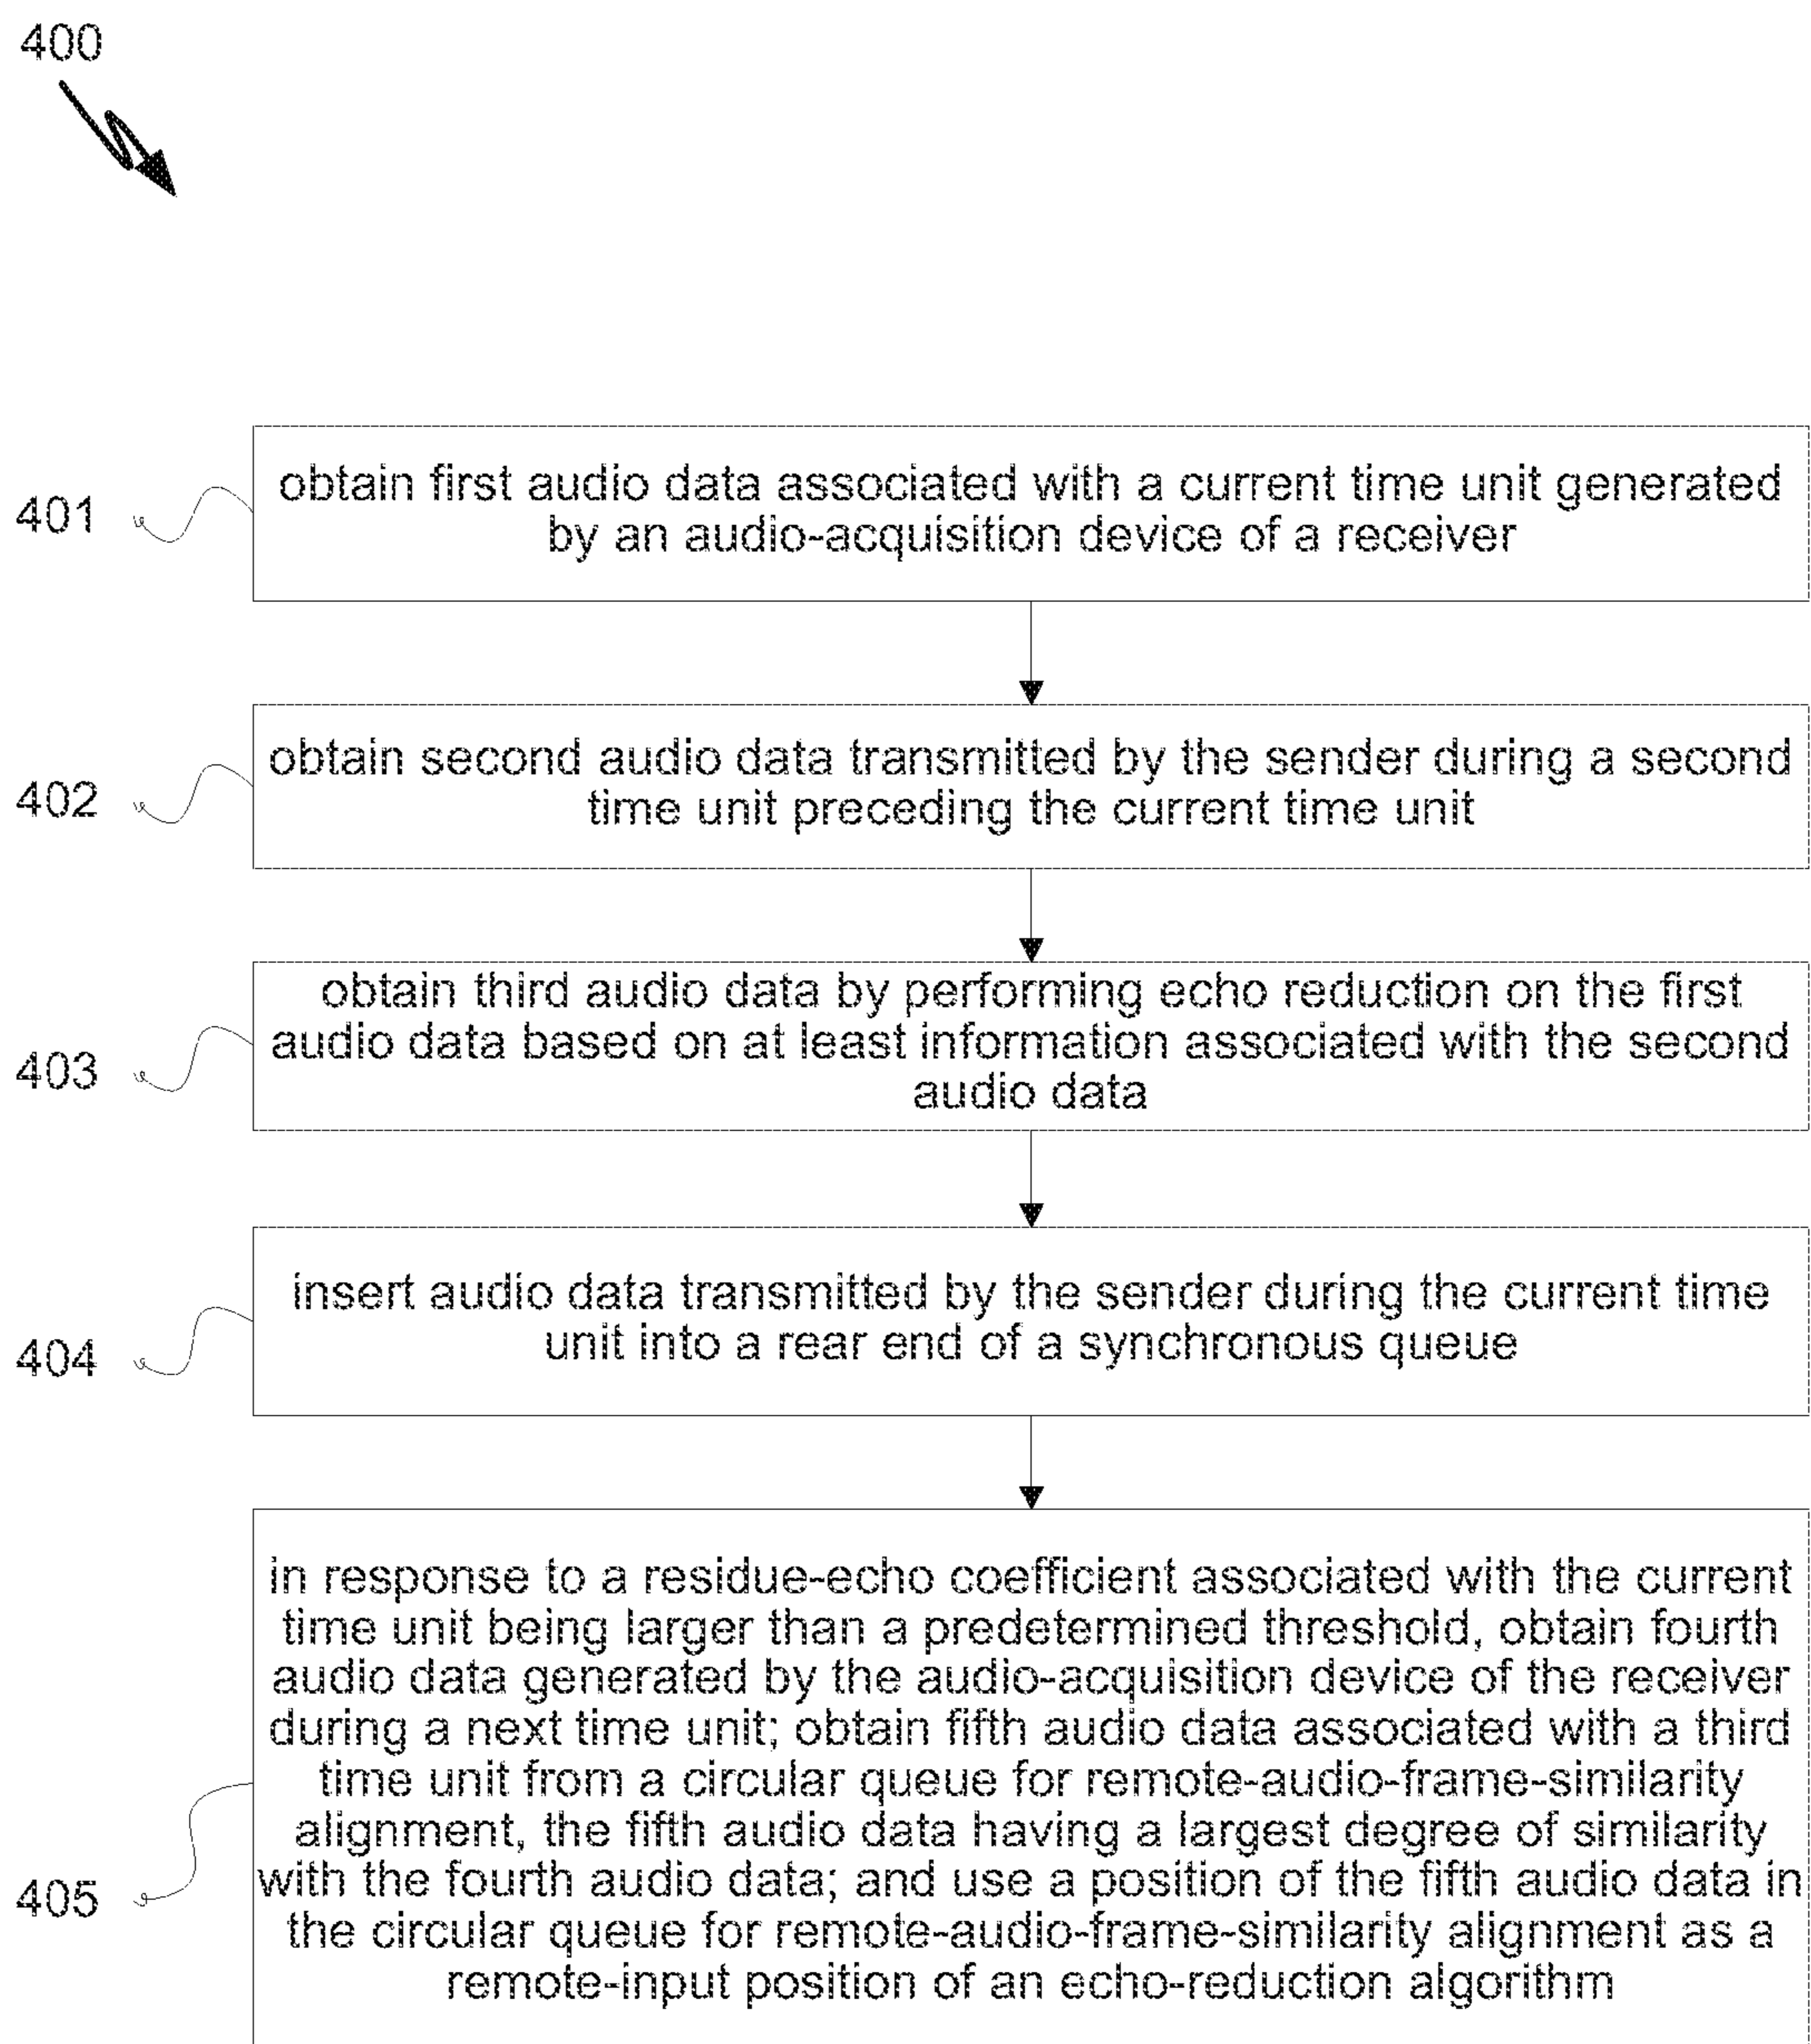 400
401
obtain first audio data associated with a current time unit generated
by an audio-acquisition device of a receiver
402
obtain second audio data transmitted by the sender during a second
time unit preceding the current time unit
403
obtain third audio data by performing echo reduction on the first
audio data based on at least information associated with the second
audio data
404
insert audio data transmitted by the sender during the current time
unit into a rear end of a synchronous queue
405
in response to a residue-echo coefficient associated with the current
time unit being larger than a predetermined threshold, obtain fourth
audio data generated by the audio-acquisition device of the receiver
during a next time unit; obtain fifth audio data associated with a third
time unit from a circular queue for remote-audio-frame-similarity
alignment, the fifth audio data having a largest degree of similarity
with the fourth audio data; and use a position of the fifth audio data in
the circular queue for remote-audio-frame-similarity alignment as a
remote-input position of an echo-reduction algorithm